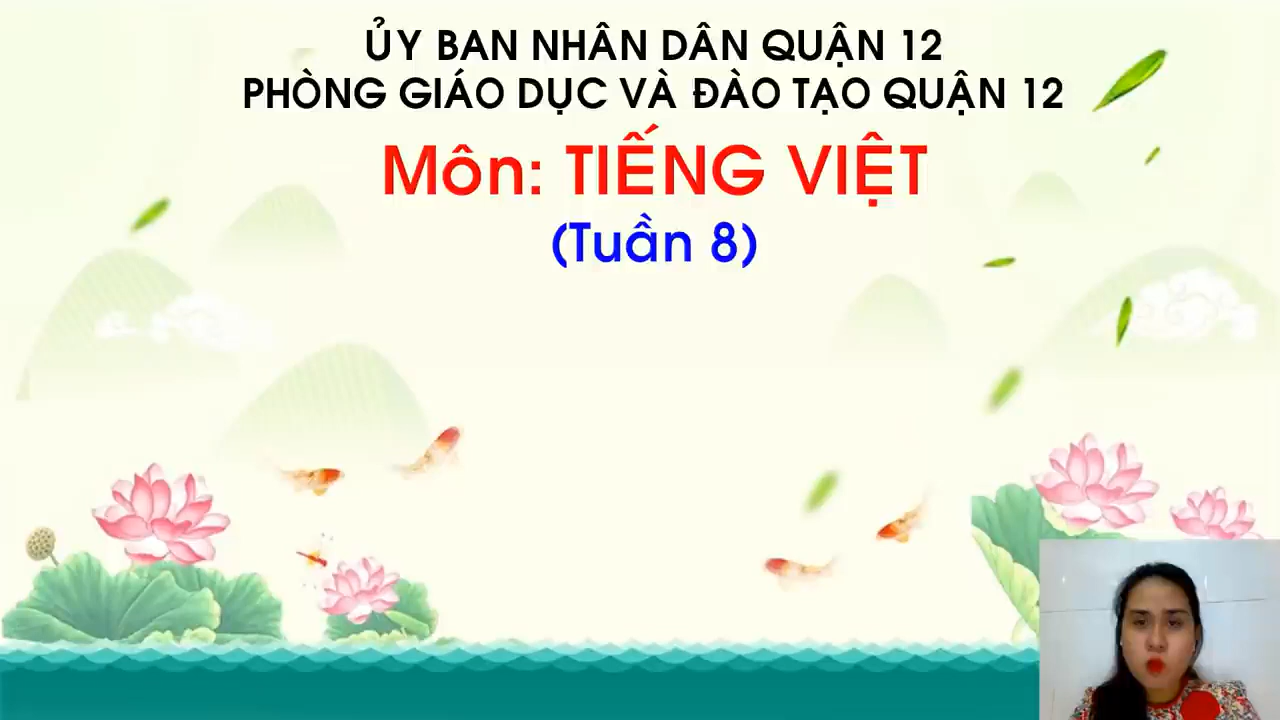 ỦY BAN NHÂN DÂN QUẬN 12
PHÒNG GIÁO DỤC VÀ ĐÀO TẠO QUẬN 12
Môn: TIẾNG VIỆT
(Tuần 8)